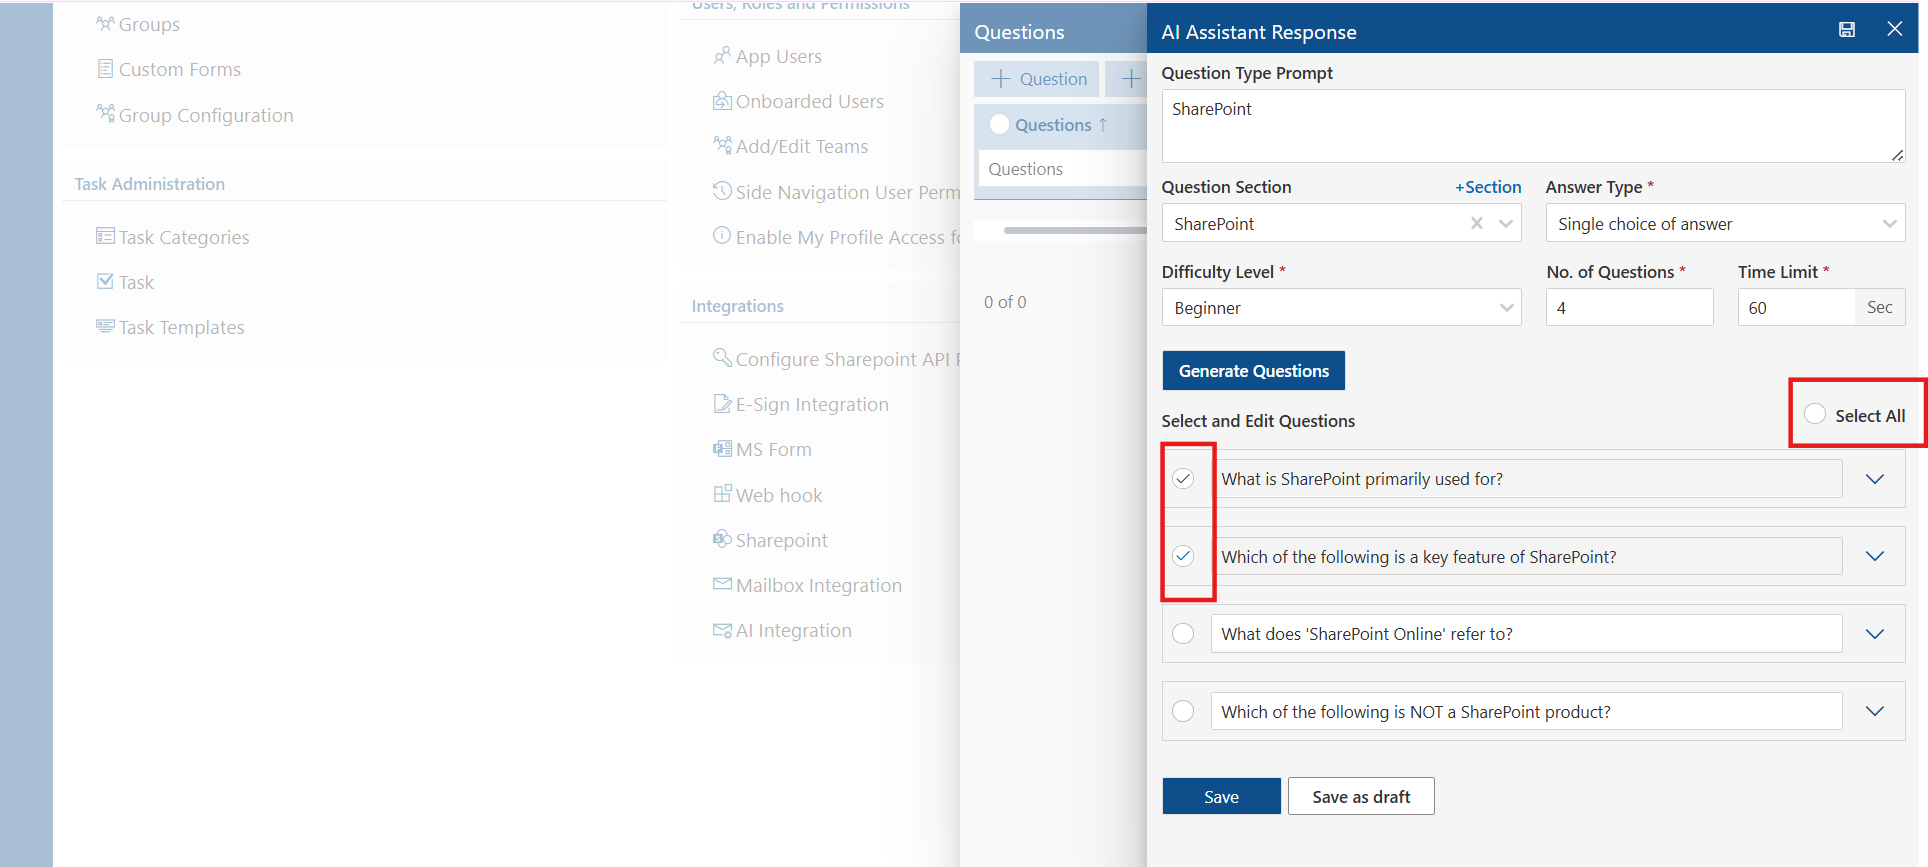 Groups
Custom Forms
Group Configuration
Task Administration
Task Categories
Task
Task Templates
Users, Roles and Permissions
App Users
Onboarded Users
Add/Edit Teams
Side Navigation User Perm
Enable My Profile Access fo
Integrations
Configure Sharepoint API
E-Sign Integration
MS Form
Web hook
Sharepoint
Mailbox Integration
AI Integration
Questions
Question
Questions ↑
Questions
0 of 0
AI Assistant Response
Question Type Prompt
SharePoint
Question Section +Section Answer Type *
SharePoint Single choice of answer
Difficulty Level * No. of Questions * Time Limit *
Beginner 4 60 Sec
Generate Questions
Select All
Select and Edit Questions
What is SharePoint primarily used for?
Which of the following is a key feature of SharePoint?
What does 'SharePoint Online' refer to?
Which of the following is NOT a SharePoint product?
Save Save as draft